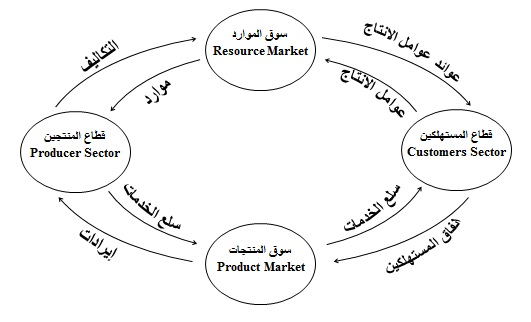 سوق الموارد
Resource Market
التكاليف
عوائد عوامل الانتاج
موارد
عوامل الانتاج
قطاع المنتجين
Producer Sector
قطاع المستهلكين
Customers Sector
سلع الخدمات
سلع الخدمات
ايرادات
انفاق المستهلكين
سوق المنتجات
Product Market